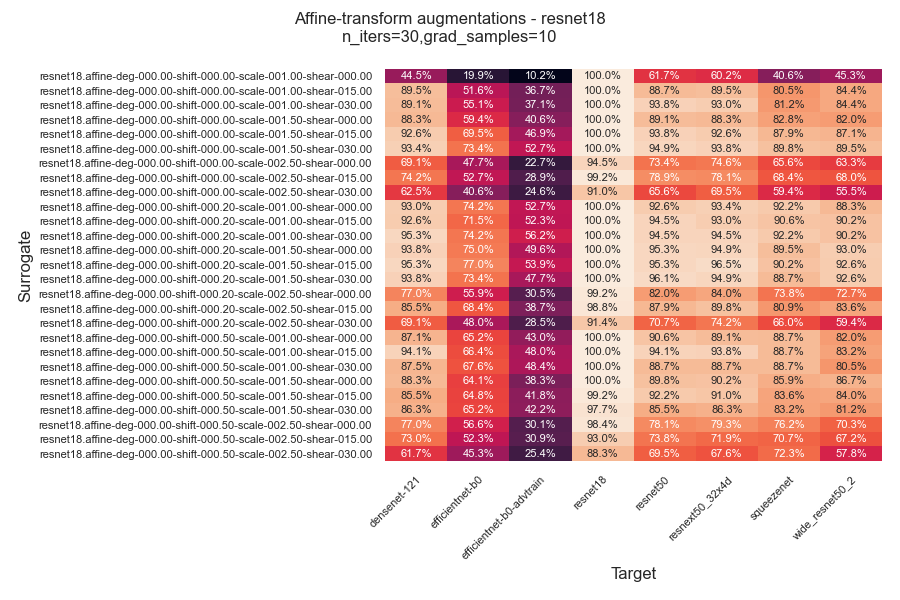 Affine-transform augmentations - resnet18
n_iters=30,grad_samples=10
Surrogate
resnet18.affine-deg-000.00-shift-000.00-scale-001.00-shear-000.00 44.5% 19.9% 10.2% 100.0% 61.7% 60.2% 40.6% 45.3%
resnet18.affine-deg-000.00-shift-000.00-scale-001.00-shear-015.00 89.5% 51.6% 36.7% 100.0% 88.7% 89.5% 80.5% 84.4%
resnet18.affine-deg-000.00-shift-000.00-scale-001.00-shear-030.00 89.1% 55.1% 37.1% 100.0% 93.8% 93.0% 81.2% 84.4%
resnet18.affine-deg-000.00-shift-000.00-scale-001.50-shear-000.00 88.3% 59.4% 40.6% 100.0% 89.1% 88.3% 82.8% 82.0%
resnet18.affine-deg-000.00-shift-000.00-scale-001.50-shear-015.00 92.6% 69.5% 46.9% 100.0% 93.8% 92.6% 87.9% 87.1%
resnet18.affine-deg-000.00-shift-000.00-scale-001.50-shear-030.00 93.4% 73.4% 52.7% 100.0% 94.9% 93.8% 89.8% 89.5%
resnet18.affine-deg-000.00-shift-000.00-scale-002.50-shear-000.00 69.1% 47.7% 22.7% 94.5% 73.4% 74.6% 65.6% 63.3%
resnet18.affine-deg-000.00-shift-000.00-scale-002.50-shear-015.00 74.2% 52.7% 28.9% 99.2% 78.9% 78.1% 68.4% 68.0%
resnet18.affine-deg-000.00-shift-000.00-scale-002.50-shear-030.00 62.5% 40.6% 24.6% 91.0% 65.6% 69.5% 59.4% 55.5%
resnet18.affine-deg-000.00-shift-000.20-scale-001.00-shear-000.00 93.0% 74.2% 52.7% 100.0% 92.6% 93.4% 92.2% 88.3%
resnet18.affine-deg-000.00-shift-000.20-scale-001.00-shear-015.00 92.6% 71.5% 52.3% 100.0% 94.5% 93.0% 90.6% 90.2%
resnet18.affine-deg-000.00-shift-000.20-scale-001.00-shear-030.00 95.3% 74.2% 56.2% 100.0% 94.5% 94.5% 92.2% 90.2%
resnet18.affine-deg-000.00-shift-000.20-scale-001.50-shear-000.00 93.8% 75.0% 49.6% 100.0% 95.3% 94.9% 89.5% 93.0%
resnet18.affine-deg-000.00-shift-000.20-scale-001.50-shear-015.00 95.3% 77.0% 53.9% 100.0% 95.3% 96.5% 90.2% 92.6%
resnet18.affine-deg-000.00-shift-000.20-scale-001.50-shear-030.00 93.8% 73.4% 47.7% 100.0% 96.1% 94.9% 88.7% 92.6%
resnet18.affine-deg-000.00-shift-000.20-scale-002.50-shear-000.00 77.0% 55.9% 30.5% 99.2% 82.0% 84.0% 73.8% 72.7%
resnet18.affine-deg-000.00-shift-000.20-scale-002.50-shear-015.00 85.5% 68.4% 38.7% 98.8% 87.9% 89.8% 80.9% 83.6%
resnet18.affine-deg-000.00-shift-000.20-scale-002.50-shear-030.00 69.1% 48.0% 28.5% 91.4% 70.7% 74.2% 66.0% 59.4%
resnet18.affine-deg-000.00-shift-000.50-scale-001.00-shear-000.00 87.1% 65.2% 43.0% 100.0% 90.6% 89.1% 88.7% 82.0%
resnet18.affine-deg-000.00-shift-000.50-scale-001.00-shear-015.00 94.1% 66.4% 48.0% 100.0% 94.1% 93.8% 88.7% 83.2%
resnet18.affine-deg-000.00-shift-000.50-scale-001.00-shear-030.00 87.5% 67.6% 48.4% 100.0% 88.7% 88.7% 88.7% 80.5%
resnet18.affine-deg-000.00-shift-000.50-scale-001.50-shear-000.00 88.3% 64.1% 38.3% 100.0% 89.8% 90.2% 85.9% 86.7%
resnet18.affine-deg-000.00-shift-000.50-scale-001.50-shear-015.00 85.5% 64.8% 41.8% 99.2% 92.2% 91.0% 83.6% 84.0%
resnet18.affine-deg-000.00-shift-000.50-scale-001.50-shear-030.00 86.3% 65.2% 42.2% 97.7% 85.5% 86.3% 83.2% 81.2%
resnet18.affine-deg-000.00-shift-000.50-scale-002.50-shear-000.00 77.0% 56.6% 30.1% 98.4% 78.1% 79.3% 76.2% 70.3%
resnet18.affine-deg-000.00-shift-000.50-scale-002.50-shear-015.00 73.0% 52.3% 30.9% 93.0% 73.8% 71.9% 70.7% 67.2%
resnet18.affine-deg-000.00-shift-000.50-scale-002.50-shear-030.00 61.7% 45.3% 25.4% 88.3% 69.5% 67.6% 72.3% 57.8%
densenet-121
efficientnet-b0
efficientnet-b0-advtrain
resnet18
resnet50
resnext50_32x4d
squeezenet
wide_resnet50_2
Target